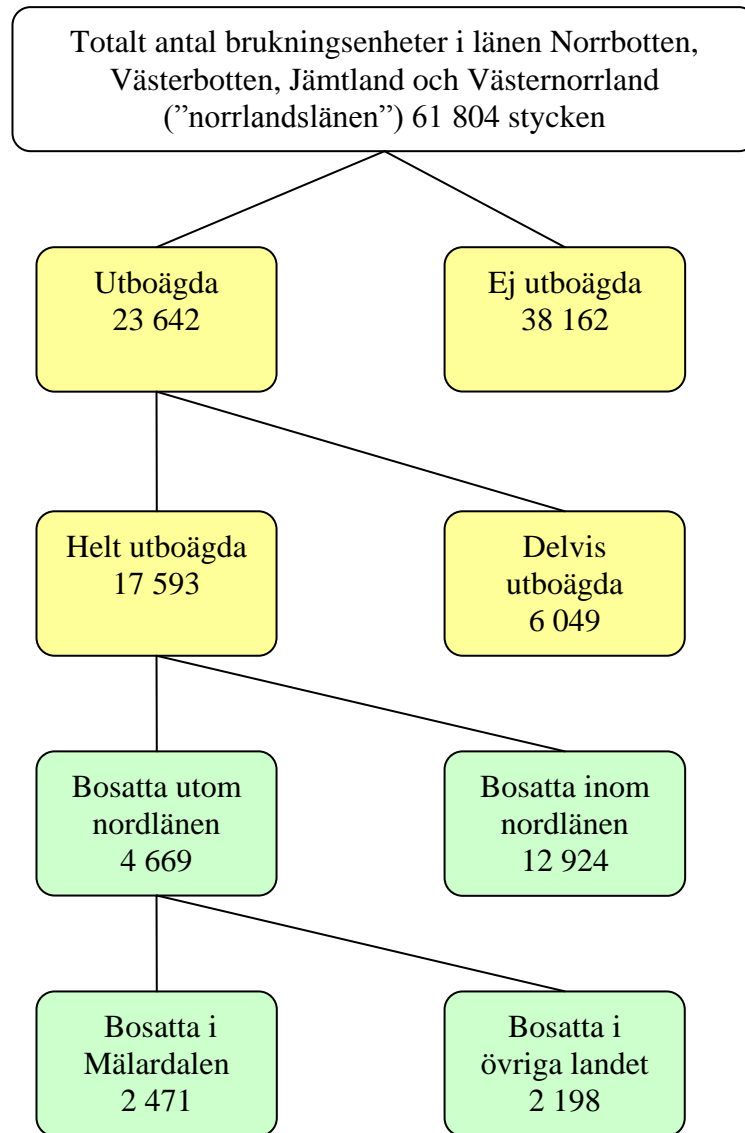 Totalt antal brukningsenheter i länen Norrbotten,
Västerbotten, Jämtland och Västernorrland
(”norrlandslänen”) 61 804 stycken
Utboägda
23 642
Ej utboägda
38 162
Helt utboägda
17 593
Delvis
utboägda
6 049
Bosatta utom
nordlänen
4 669
Bosatta inom
nordlänen
12 924
Bosatta i
Mälardalen
2 471
Bosatta i
övriga landet
2 198